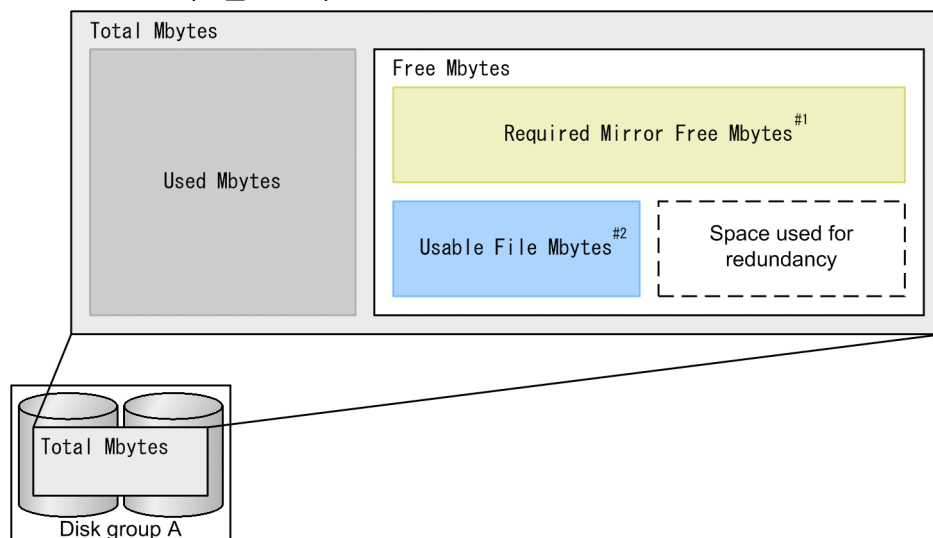 Total Mbytes
Free Mbytes
Required Mirror Free Mbytes#1
Used Mbytes
Usable File Mbytes#2
Space used for
redundancy
Total Mbytes
Disk group A